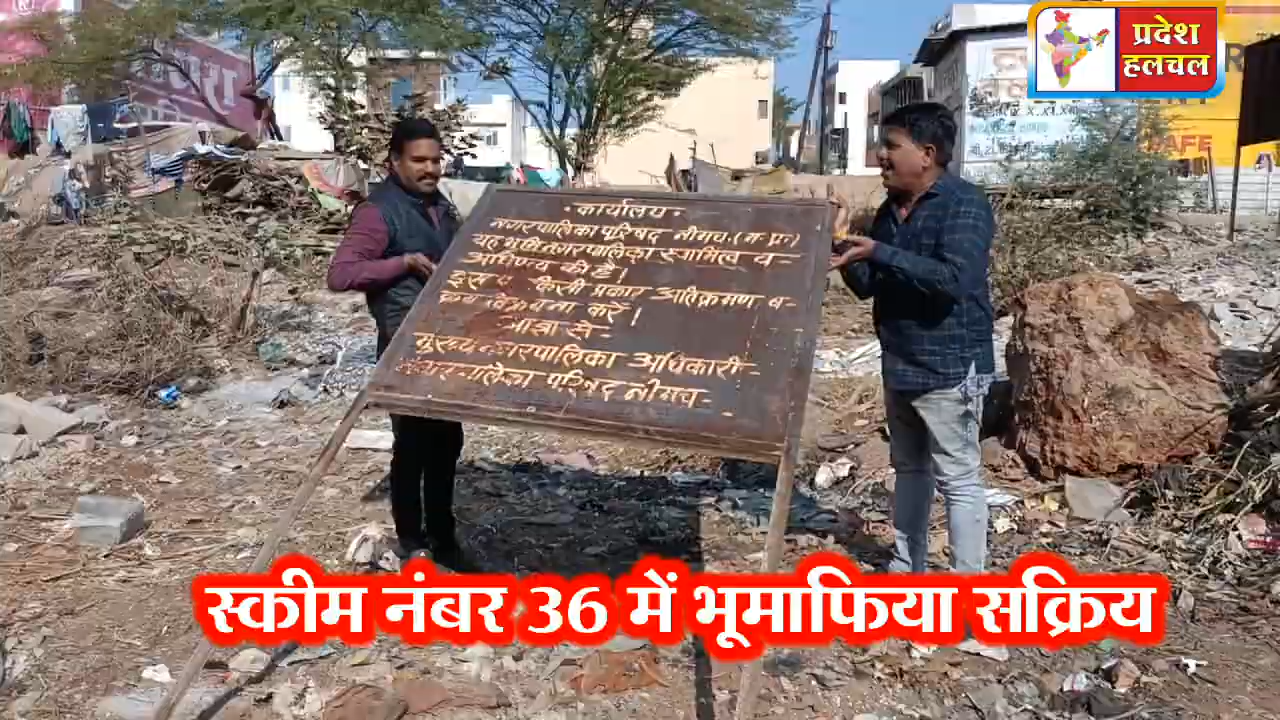 प्रदेश
हलचल
कार्यालय
नगरपालिका परिषद नीमच (म.प्र.)
यह भूमि नगरपालिका स्वामित्व व
आधिपत्य की है।
इस किसी प्रकार अतिक्रमण व
क्रय विक्रय ना करें।
आज्ञा से
मुख्य नगरपालिका अधिकारी
नगरपालिका परिषद नीमच
स्कीम नंबर 36 में भूमाफिया सक्रिय